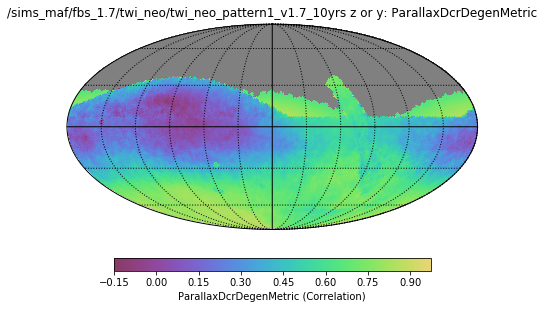 /sims_maf/fbs_1.7/twi_neo/twi_neo_pattern1_v1.7_10yrs z or y: ParallaxDcrDegenMetric
−0.15 0.00 0.15 0.30 0.45 0.60 0.75 0.90
ParallaxDcrDegenMetric (Correlation)